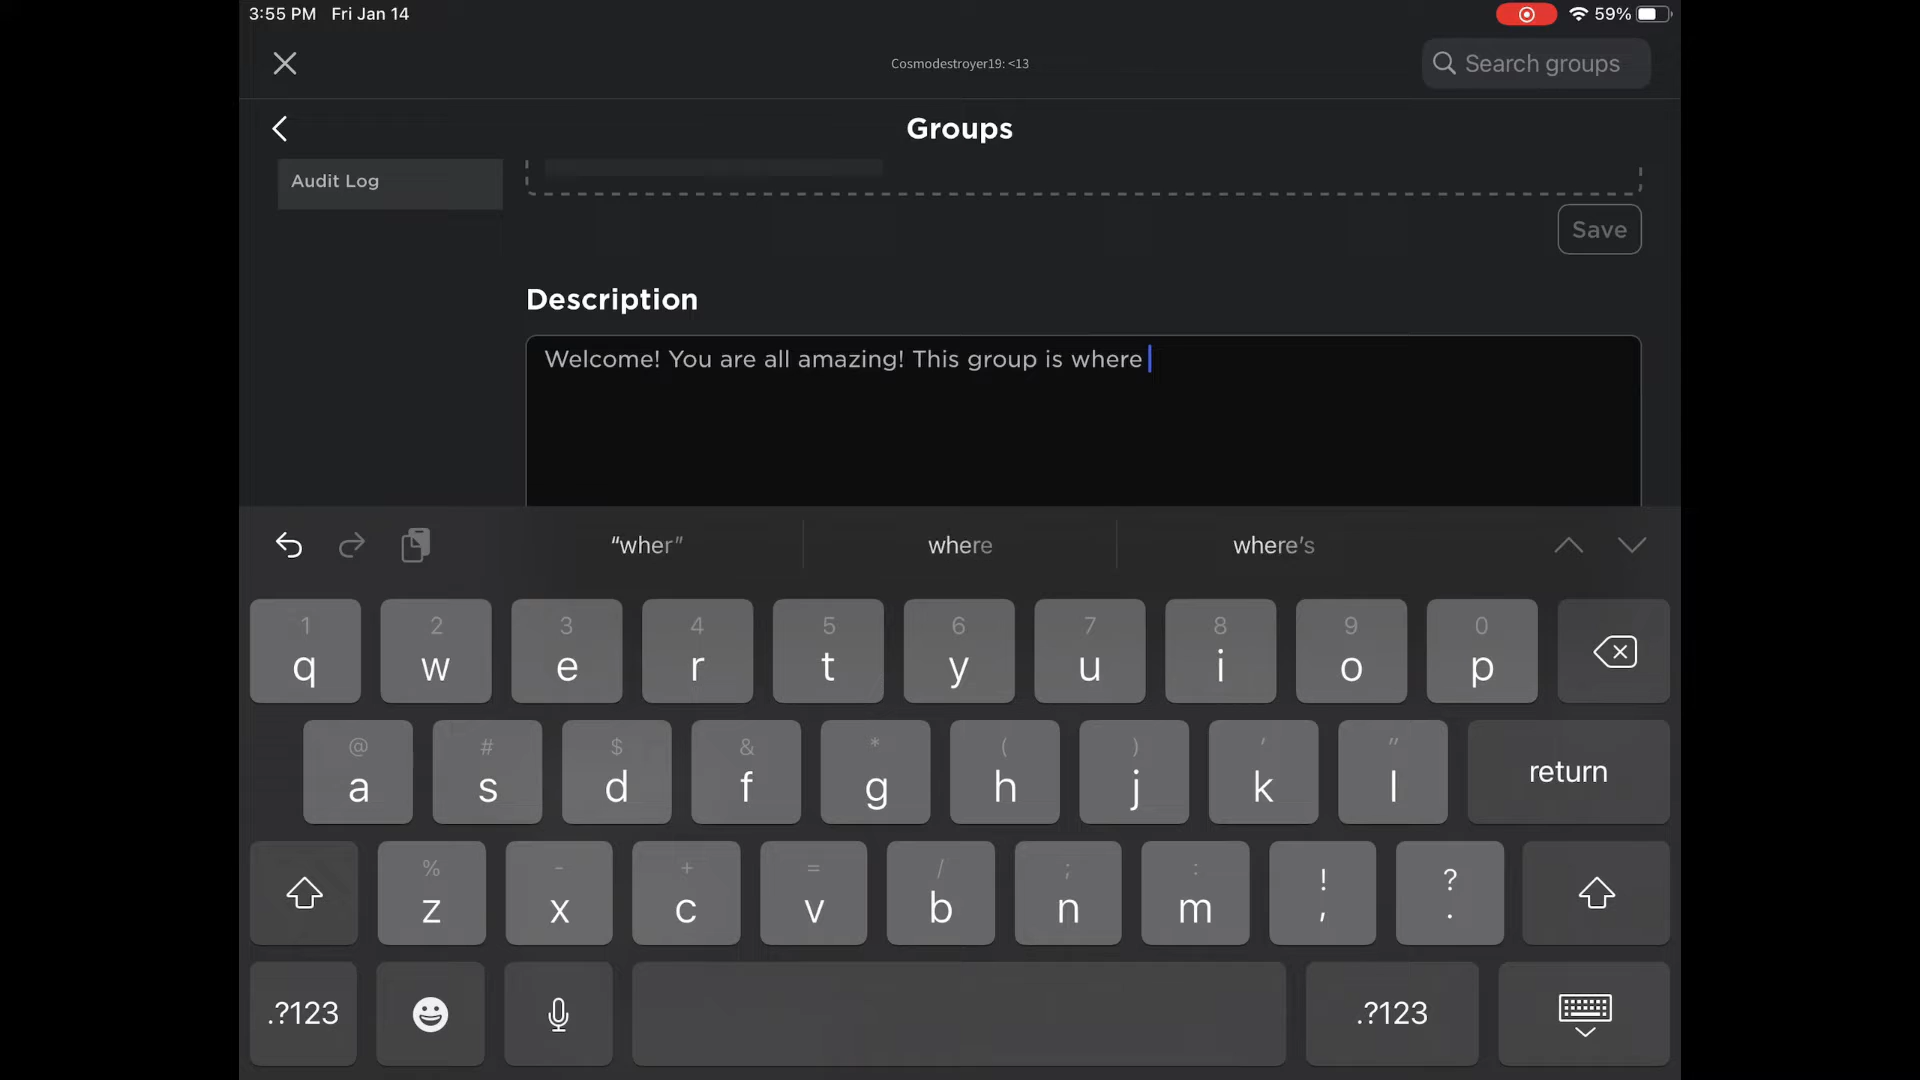 3:55 PM Fri Jan 14 59%
Cosmodestroyer19: <13
Search groups
Groups
Audit Log
Save
Description
Welcome! You are all amazing! This group is where
“wher” where where’s
1 2 3 4 5 6 7 8 9 0
q w e r t y u i o p
@ # $ & * ( ) ' "
a s d f g h j k l return
% - + = / ; : ! ?
z x c v b n m , .
.?123 .?123